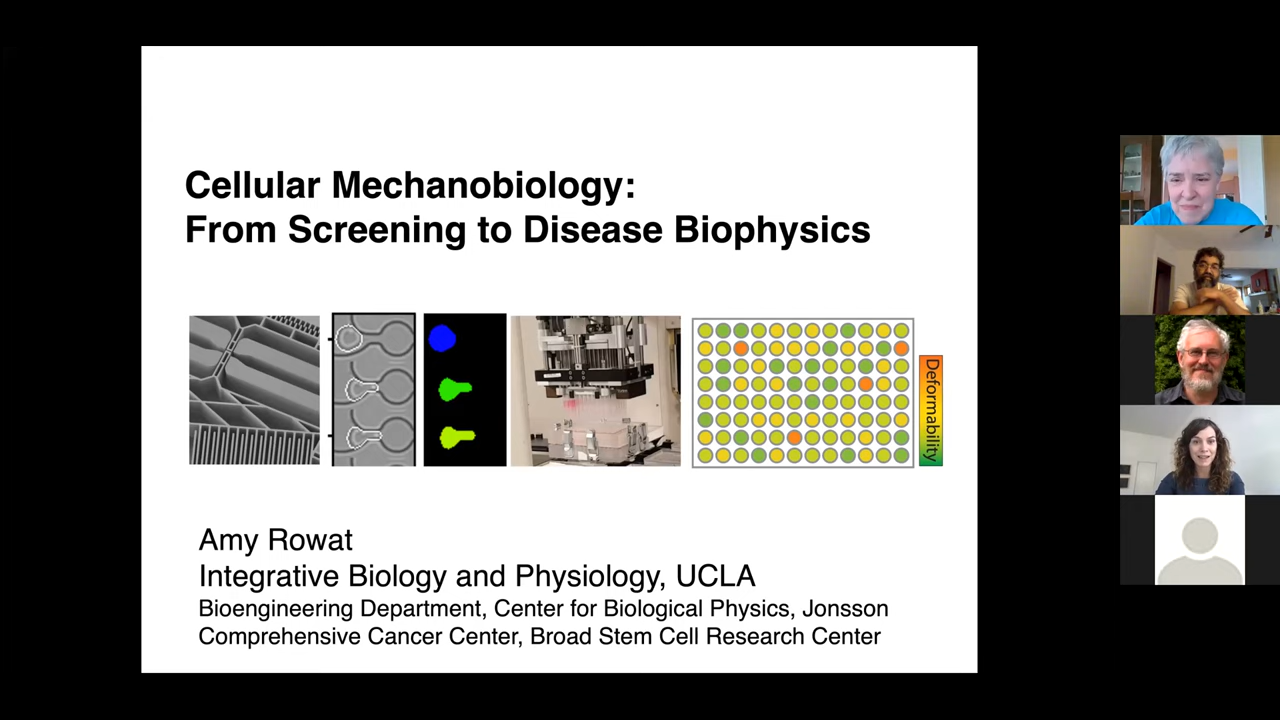 Cellular Mechanobiology:
From Screening to Disease Biophysics
Deformability
Amy Rowat
Integrative Biology and Physiology, UCLA
Bioengineering Department, Center for Biological Physics, Jonsson
Comprehensive Cancer Center, Broad Stem Cell Research Center